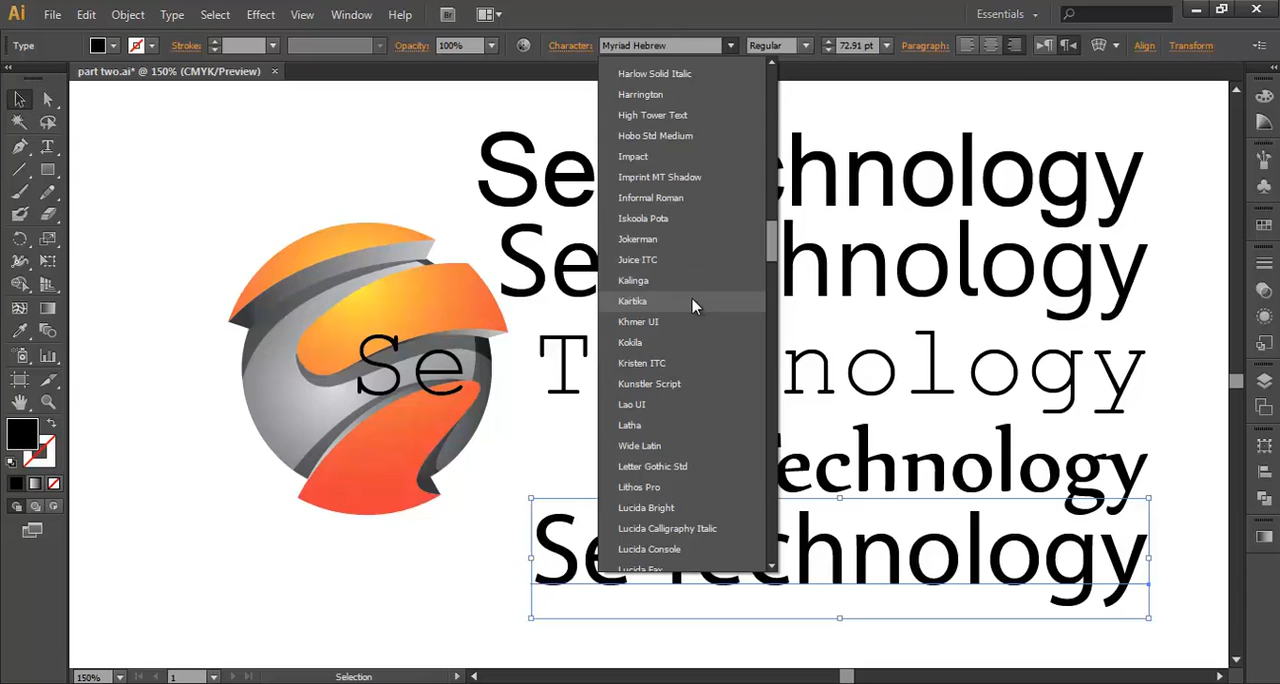 Ai File Edit Object Type Select Effect View Window Help Br Essentials
Type Stroke: Opacity: 100% Character: Myriad Hebrew Regular 72.91 pt Paragraph: Align Transform
part two.ai* @ 150% (CMYK/Preview) ×
Harlow Solid Italic
Harrington
High Tower Text
Hobo Std Medium
Impact
Imprint MT Shadow
Informal Roman
Iskoola Pota
Jokerman
Juice ITC
Kalinga
Kartika
Khmer UI
Kokila
Kristen ITC
Kunstler Script
Lao UI
Latha
Wide Latin
Letter Gothic Std
Lithos Pro
Lucida Bright
Lucida Calligraphy Italic
Lucida Console
Lucida Fax
Se chnology
Se hnology
Se T nology
echnology
Se Technology
150% 1 Selection